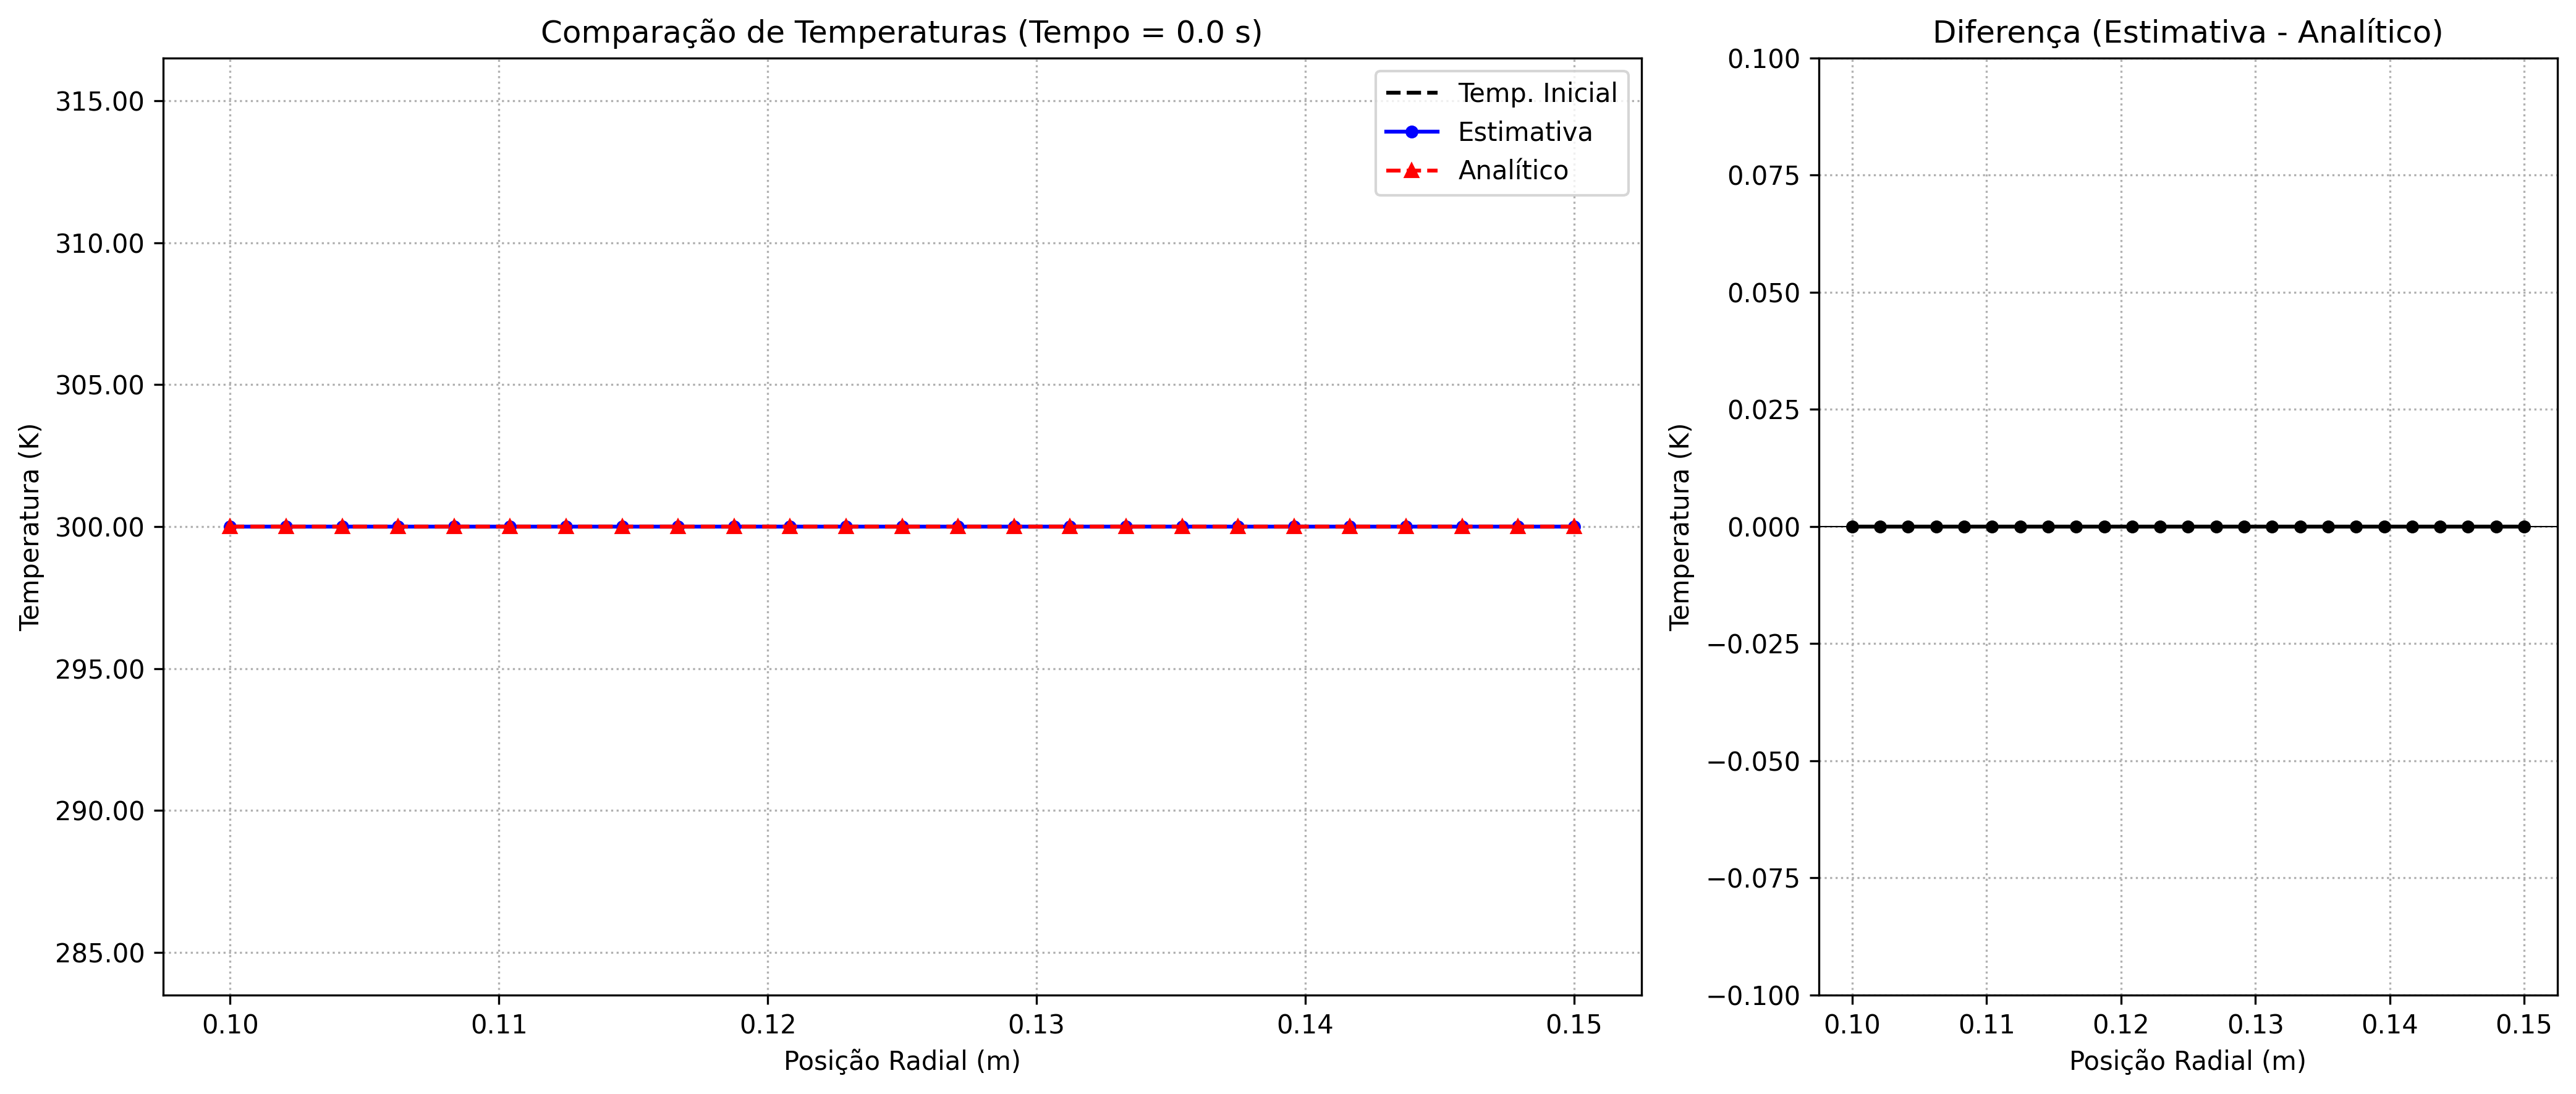 Comparação de Temperaturas (Tempo = 0.0 s)
Temp. Inicial
Estimativa
Analítico
Temperatura (K)
315.00
310.00
305.00
300.00
295.00
290.00
285.00
0.10 0.11 0.12 0.13 0.14 0.15
Posição Radial (m)
Diferença (Estimativa - Analítico)
Temperatura (K)
0.100
0.075
0.050
0.025
0.000
−0.025
−0.050
−0.075
−0.100
0.10 0.11 0.12 0.13 0.14 0.15
Posição Radial (m)